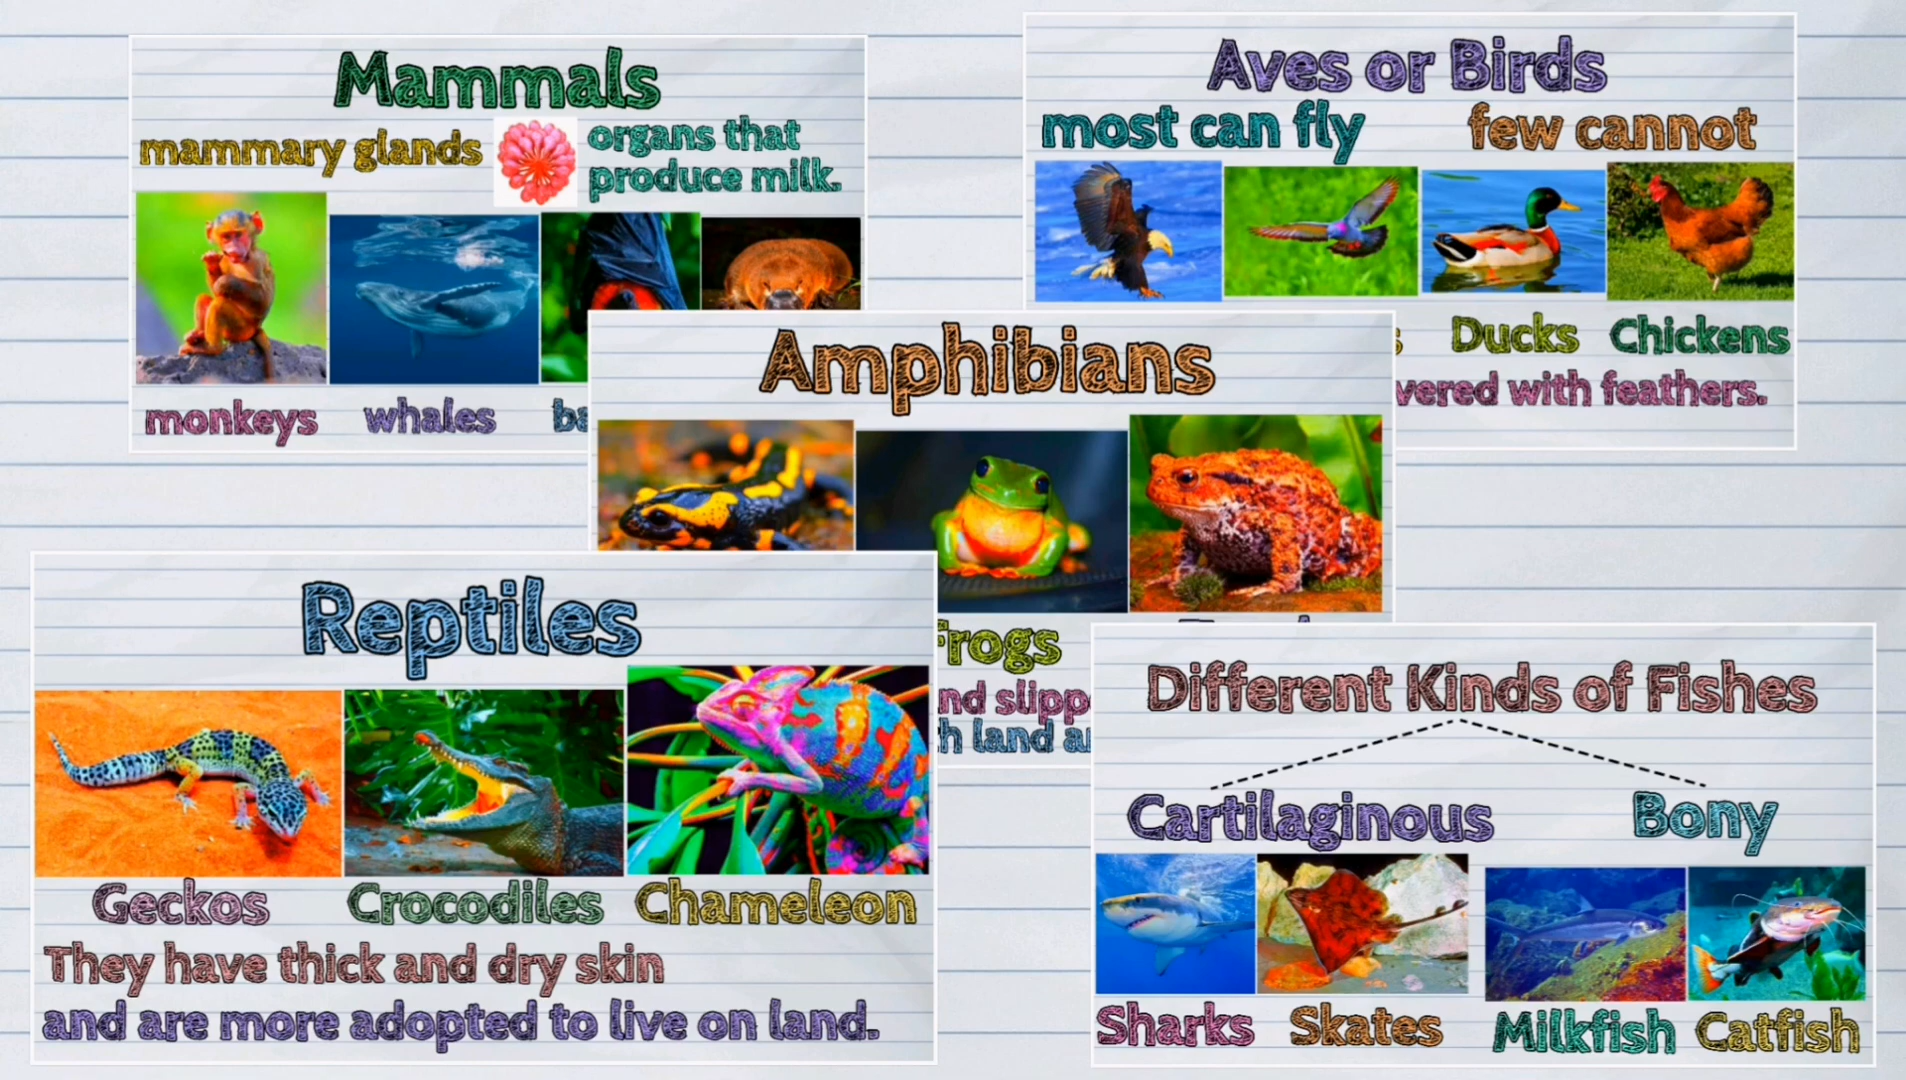 Mammals
mammary glands
organs that
produce milk.
monkeys whales
Aves or Birds
most can fly few cannot
Ducks Chickens
with feathers.
Amphibians
land
Reptiles
Geckos Crocodiles Chameleon
They have thick and dry skin
and are more adopted to live on land.
Different Kinds of Fishes
Cartilaginous Bony
Sharks Skates Milkfish Catfish